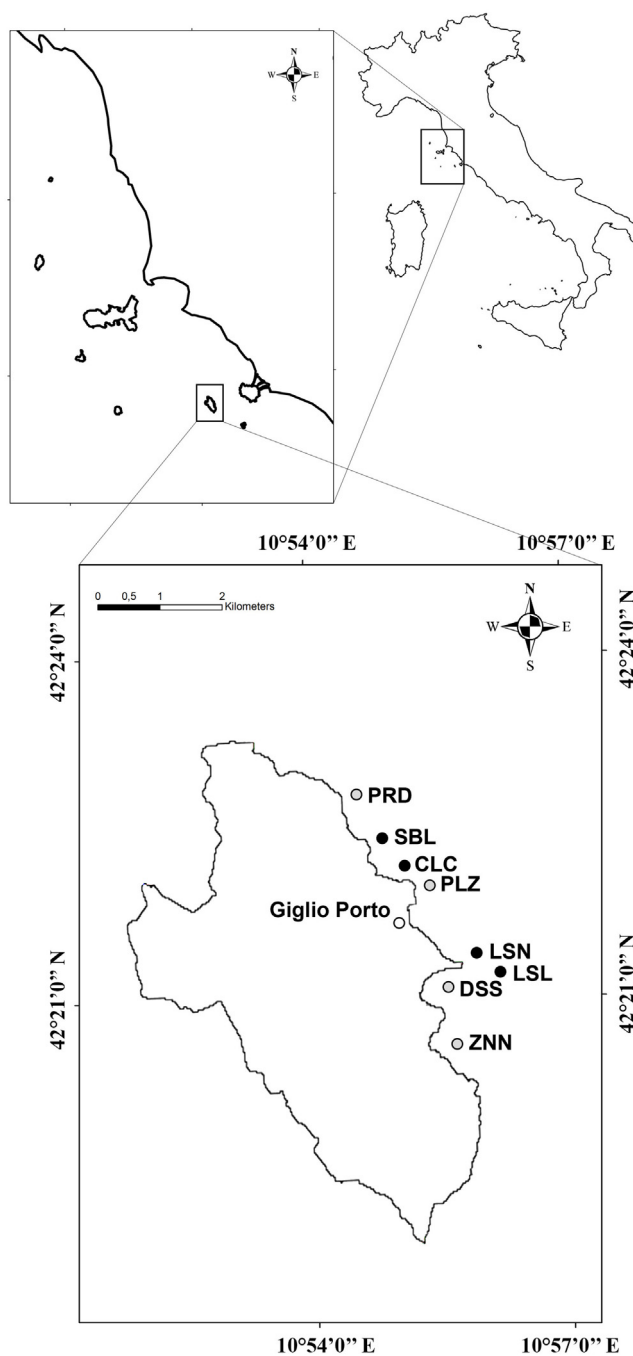 N
W E
S
10°54’0’’ E 10°57’0’’ E
0 0,5 1 2
Kilometers
N
W E
S
42°24’0’’ N 42°24’0’’ N
PRD
SBL
CLC
PLZ
Giglio Porto
LSN
LSL
DSS
42°21’0’’ N 42°21’0’’ N
ZNN
10°54’0’’ E 10°57’0’’ E